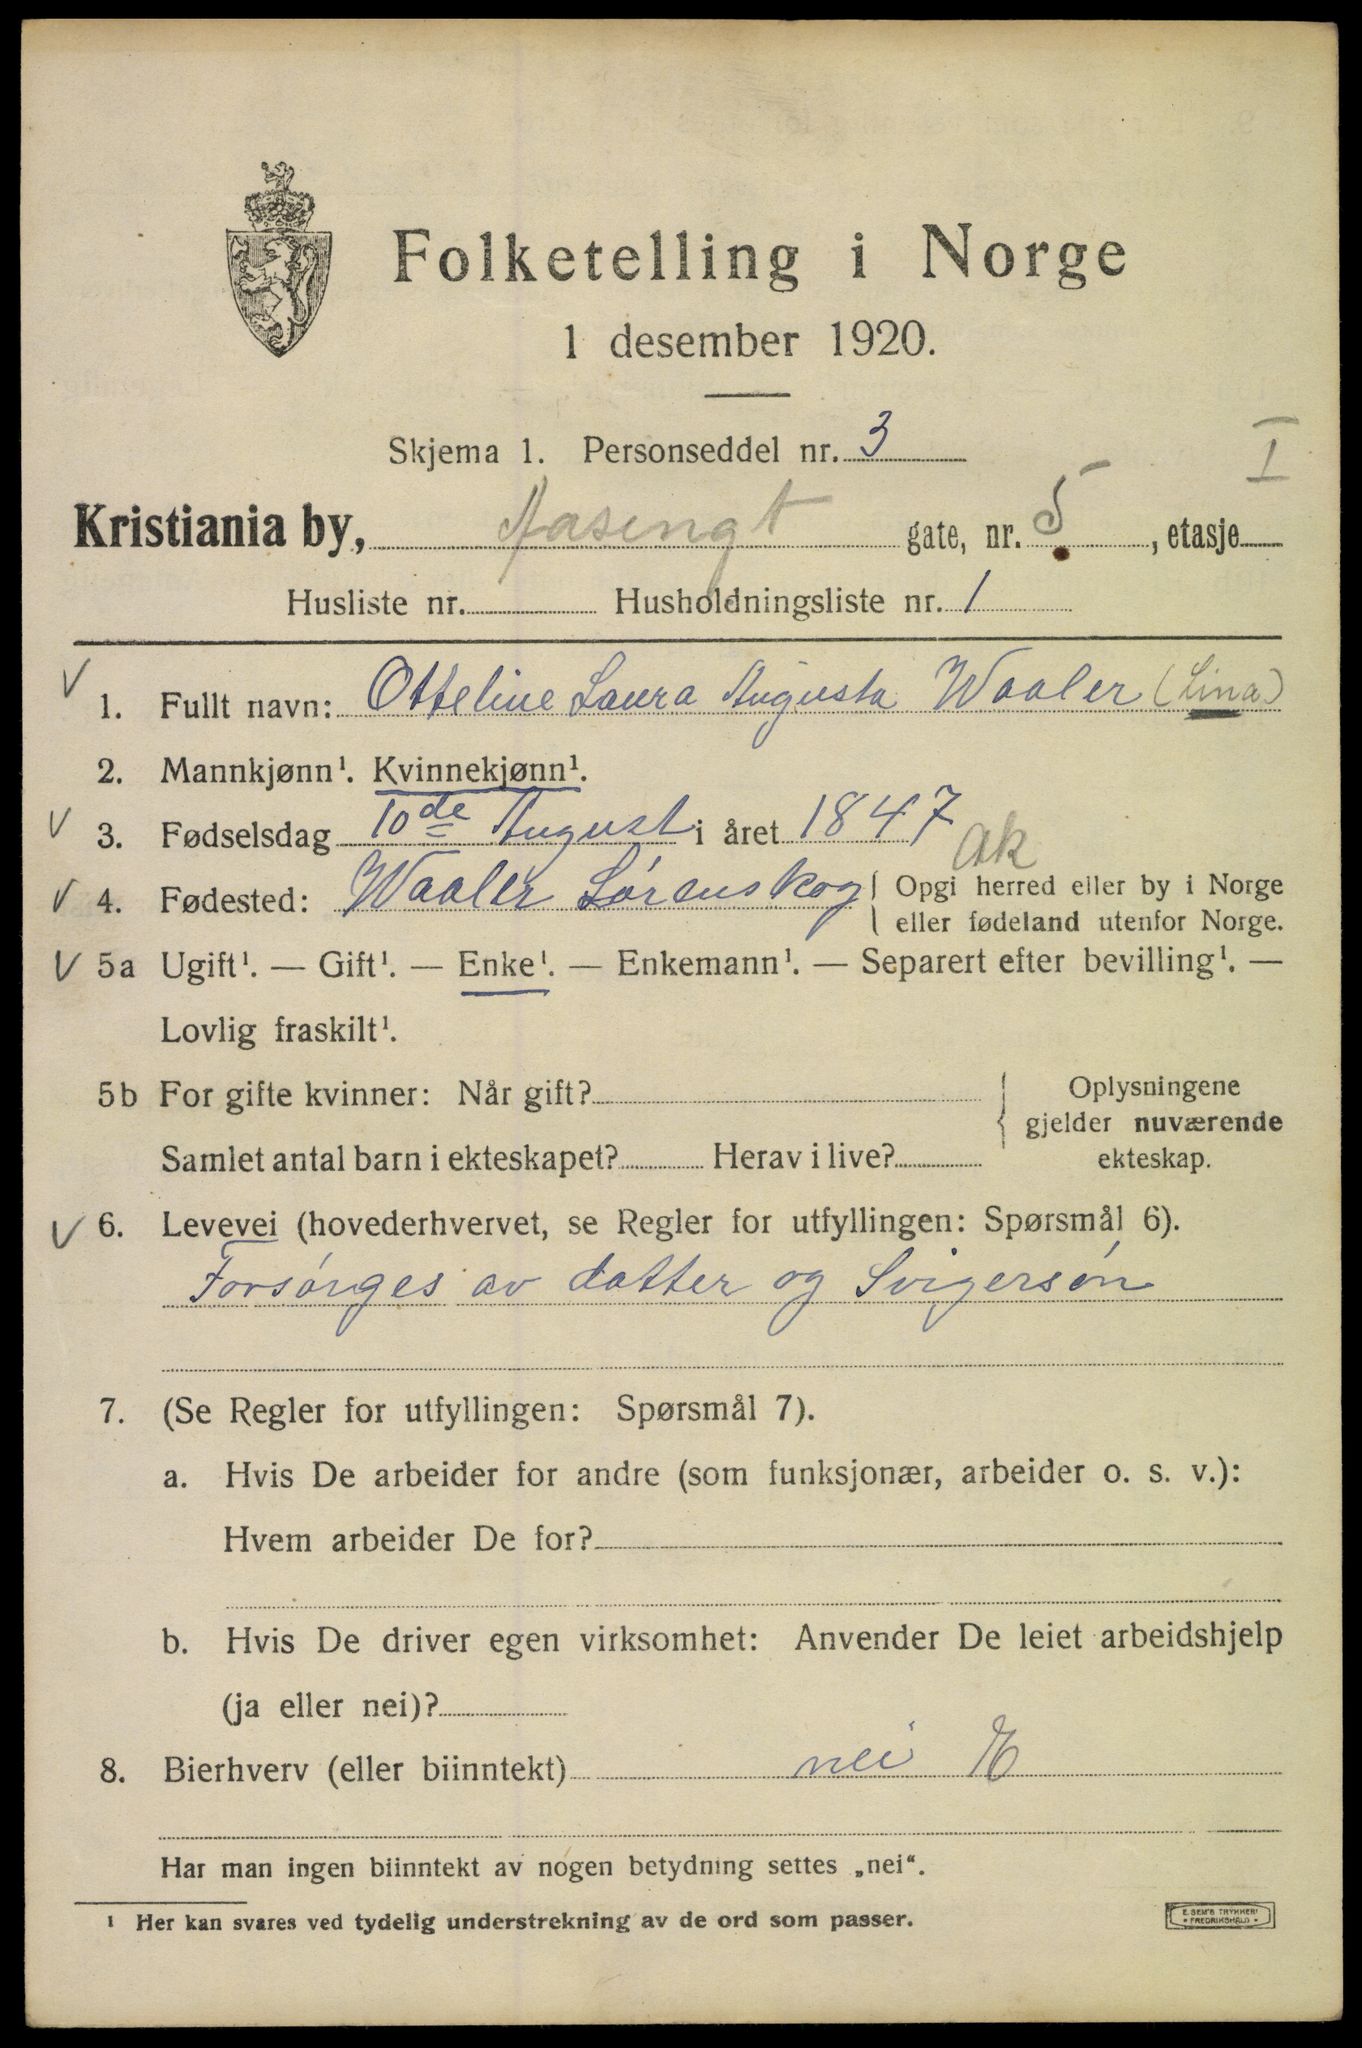 Folketelling i Norge
1 desember 1920.
Skjema 1. Personseddel nr. 3
I
Kristiania by, Aasengt gate, nr. 5, etasje
Husliste nr. Husholdningsliste nr. 1
1. Fullt navn: Otteline Laura Augusta Waaler (Lina)
2. Mannkjønn¹. Kvinnekjønn¹.
3. Fødselsdag 10de August i året 1847
ak
4. Fødested: Waaler Lörenskog { Opgi herred eller by i Norge
eller fødeland utenfor Norge.
5a Ugift¹. — Gift¹. — Enke¹. — Enkemann¹. — Separert efter bevilling¹. —
Lovlig fraskilt¹.
5b For gifte kvinner: Når gift? { Oplysningene
gjelder nuværende
Samlet antal barn i ekteskapet? Herav i live? ekteskap.
6. Levevei (hovederhvervet, se Regler for utfyllingen: Spørsmål 6).
Forsörges av datter og Svigersön
7. (Se Regler for utfyllingen: Spørsmål 7).
a. Hvis De arbeider for andre (som funksjonær, arbeider o. s. v.):
Hvem arbeider De for?
b. Hvis De driver egen virksomhet: Anvender De leiet arbeidshjelp
(ja eller nei)?
8. Bierhverv (eller biinntekt) nei
Har man ingen biinntekt av nogen betydning settes „nei“.
¹ Her kan svares ved tydelig understrekning av de ord som passer.
E. SEM'S TRYKKERI
• FREDRIKSHALD •